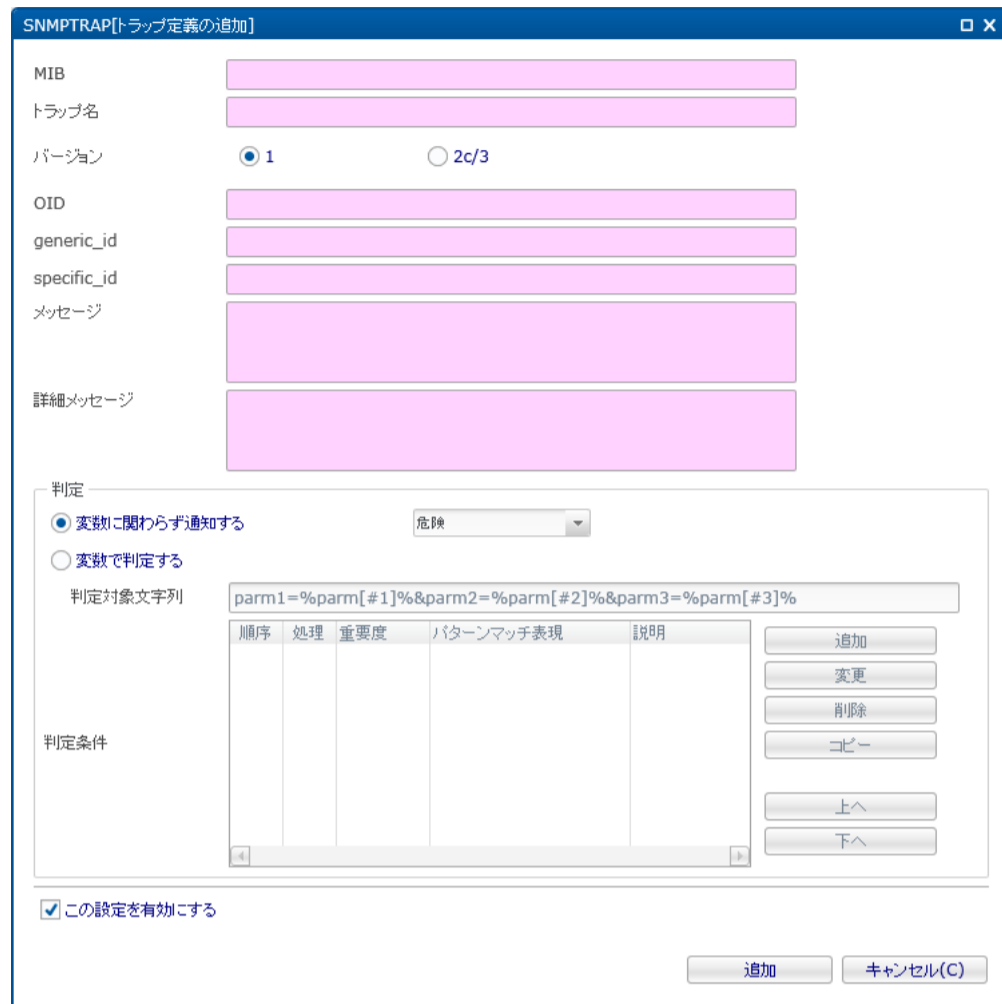 SNMPTRAP[トラップ定義の追加]
MIB
トラップ名
バージョン 1 2c/3
OID
generic_id
specific_id
メッセージ
詳細メッセージ
判定
変数に関わらず通知する 危険
変数で判定する
判定対象文字列 parm1=%parm[#1]%&parm2=%parm[#2]%&parm3=%parm[#3]%
順序 処理 重要度 パターンマッチ表現 説明
追加
変更
削除
判定条件
コピー
上へ
下へ
この設定を有効にする
追加 キャンセル(C)